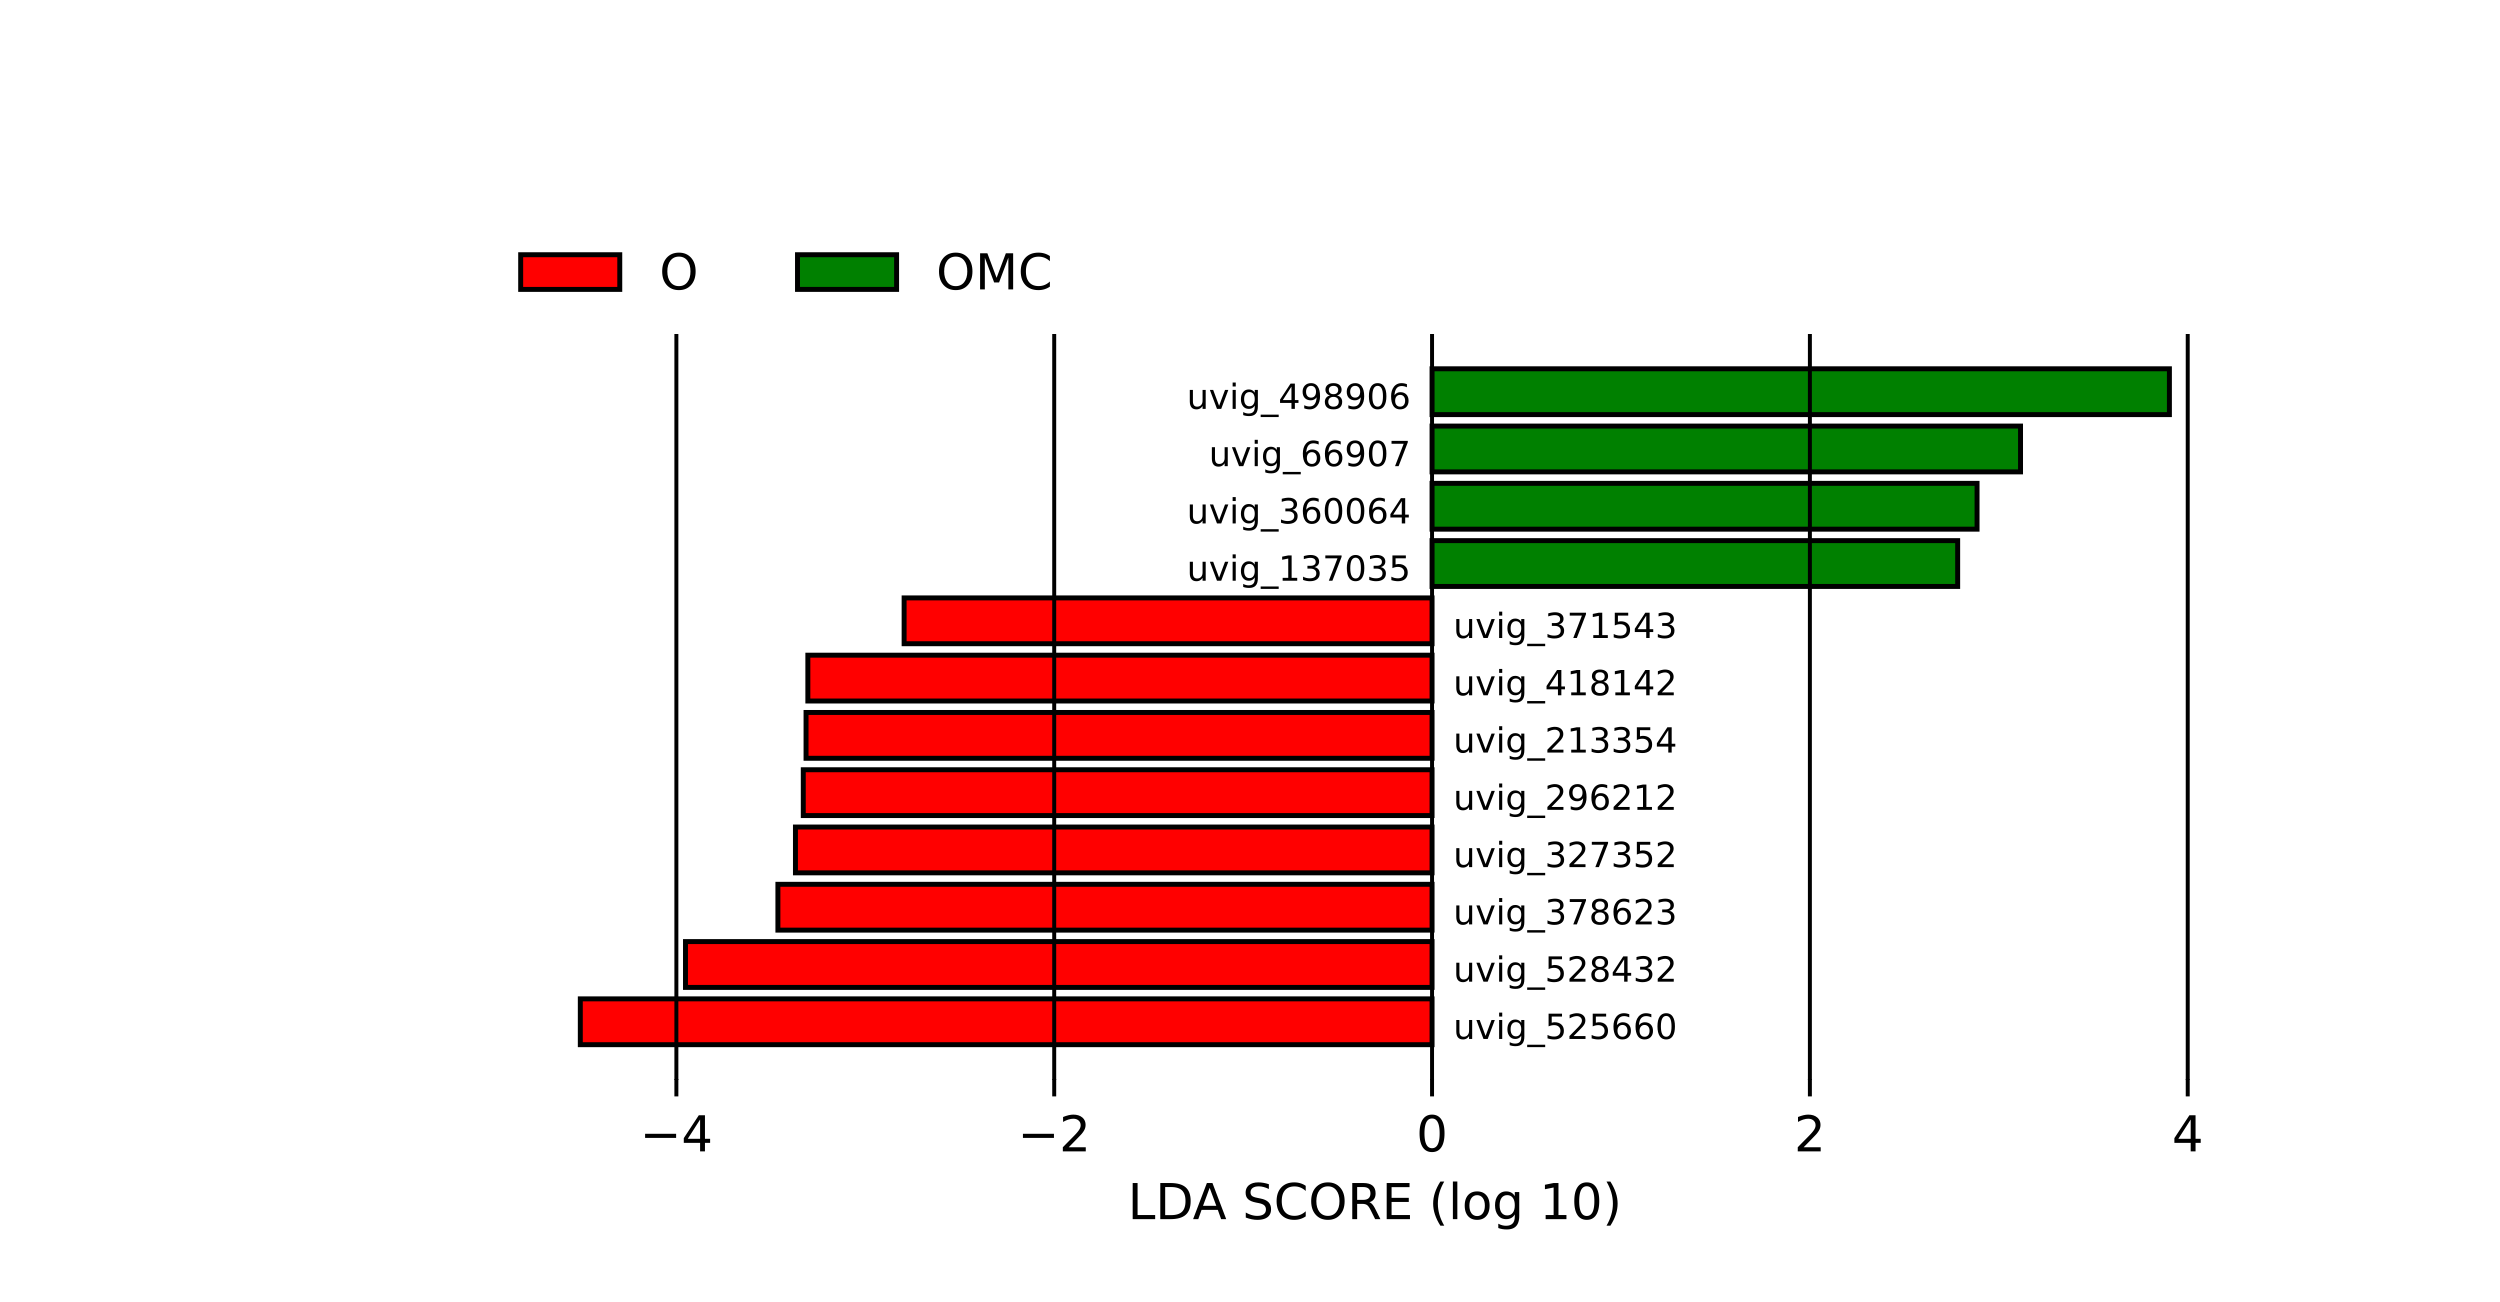 O OMC
uvig_498906
uvig_66907
uvig_360064
uvig_137035
uvig_371543
uvig_418142
uvig_213354
uvig_296212
uvig_327352
uvig_378623
uvig_528432
uvig_525660
−4 −2 0 2 4
LDA SCORE (log 10)